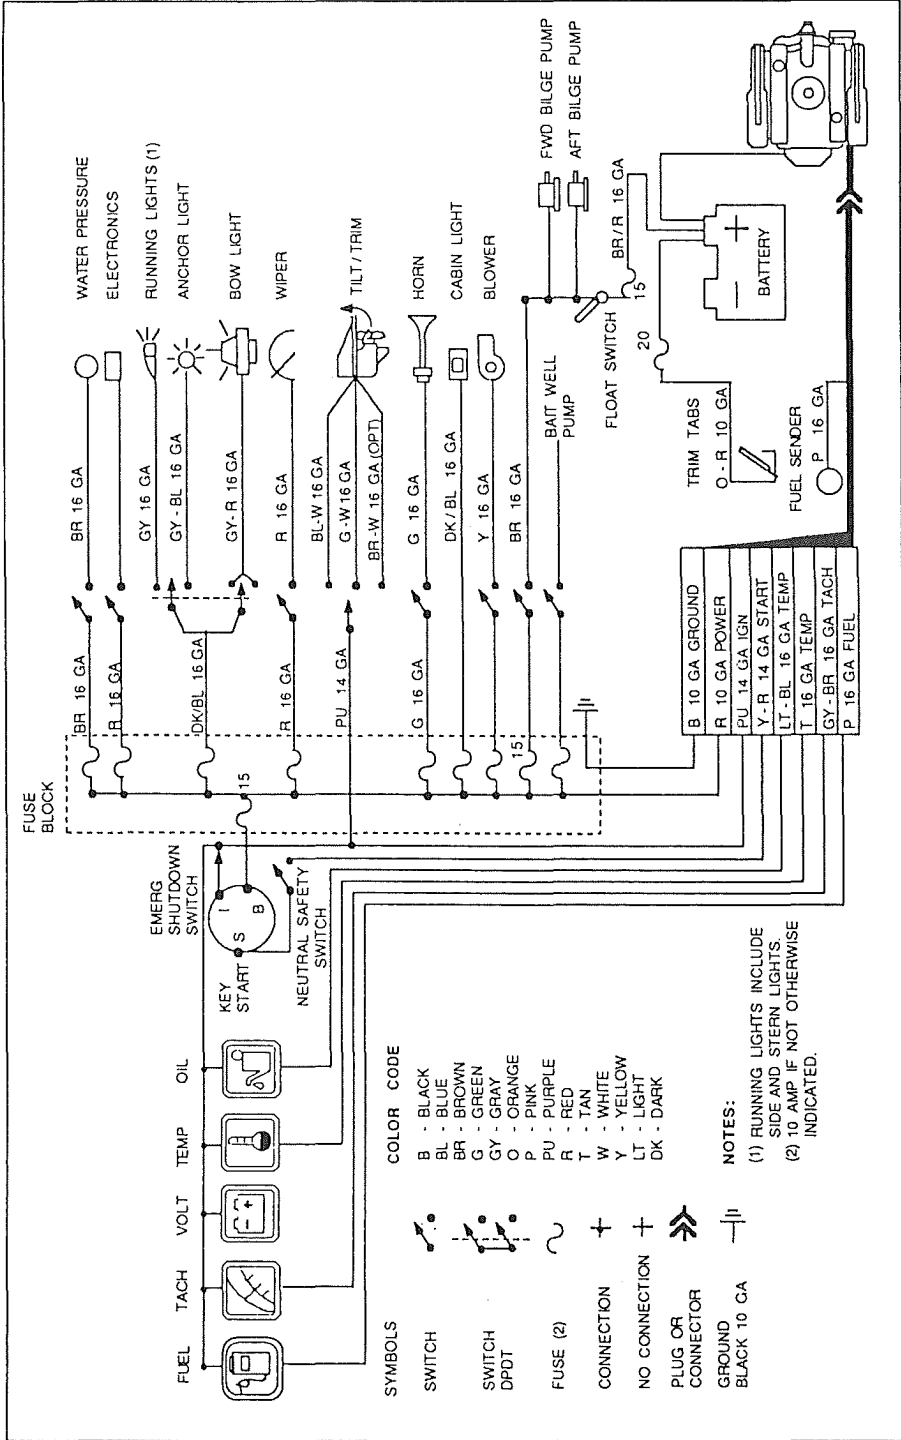 WATER PRESSURE
ELECTRONICS
RUNNING LIGHTS (1)
ANCHOR LIGHT
BOW LIGHT
WIPER
TILT / TRIM
HORN
CABIN LIGHT
BLOWER
FWD BILGE PUMP
AFT BILGE PUMP
BR 16 GA
GY 16 GA
GY - BL 16 GA
GY - R 16 GA
R 16 GA
BL-W 16 GA
G-W 16 GA
BR-W 16 GA (OPT)
G 16 GA
DK / BL 16 GA
Y 16 GA
BR 16 GA
BAIT WELL
PUMP
FLOAT SWITCH
15
BR/R 16 GA
20
BATTERY
TRIM TABS
O - R 10 GA
FUEL SENDER
P 16 GA
BR 16 GA
R 16 GA
DK/BL 16 GA
R 16 GA
PU 14 GA
G 16 GA
15
FUSE
BLOCK
15
B 10 GA GROUND
R 10 GA POWER
PU 14 GA IGN
Y - R 14 GA START
LT - BL 16 GA TEMP
T 16 GA TEMP
GY - BR 16 GA TACH
P 16 GA FUEL
EMERG
SHUTDOWN
SWITCH
I
B
S
KEY
START
NEUTRAL SAFETY
SWITCH
FUEL
TACH
VOLT
TEMP
OIL
SYMBOLS
SWITCH
SWITCH
DPDT
FUSE (2)
CONNECTION
NO CONNECTION
PLUG OR
CONNECTOR
GROUND
BLACK 10 GA
COLOR CODE
B - BLACK
BL - BLUE
BR - BROWN
G - GREEN
GY - GRAY
O - ORANGE
P - PINK
PU - PURPLE
R - RED
T - TAN
W - WHITE
Y - YELLOW
LT - LIGHT
DK - DARK
NOTES:
(1) RUNNING LIGHTS INCLUDE
SIDE AND STERN LIGHTS.
(2) 10 AMP IF NOT OTHERWISE
INDICATED.